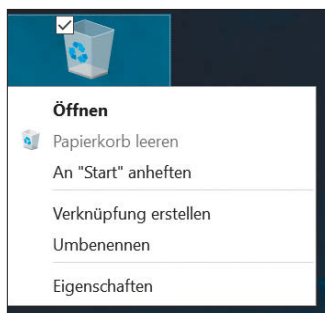 Öffnen
Papierkorb leeren
An "Start" anheften
Verknüpfung erstellen
Umbenennen
Eigenschaften